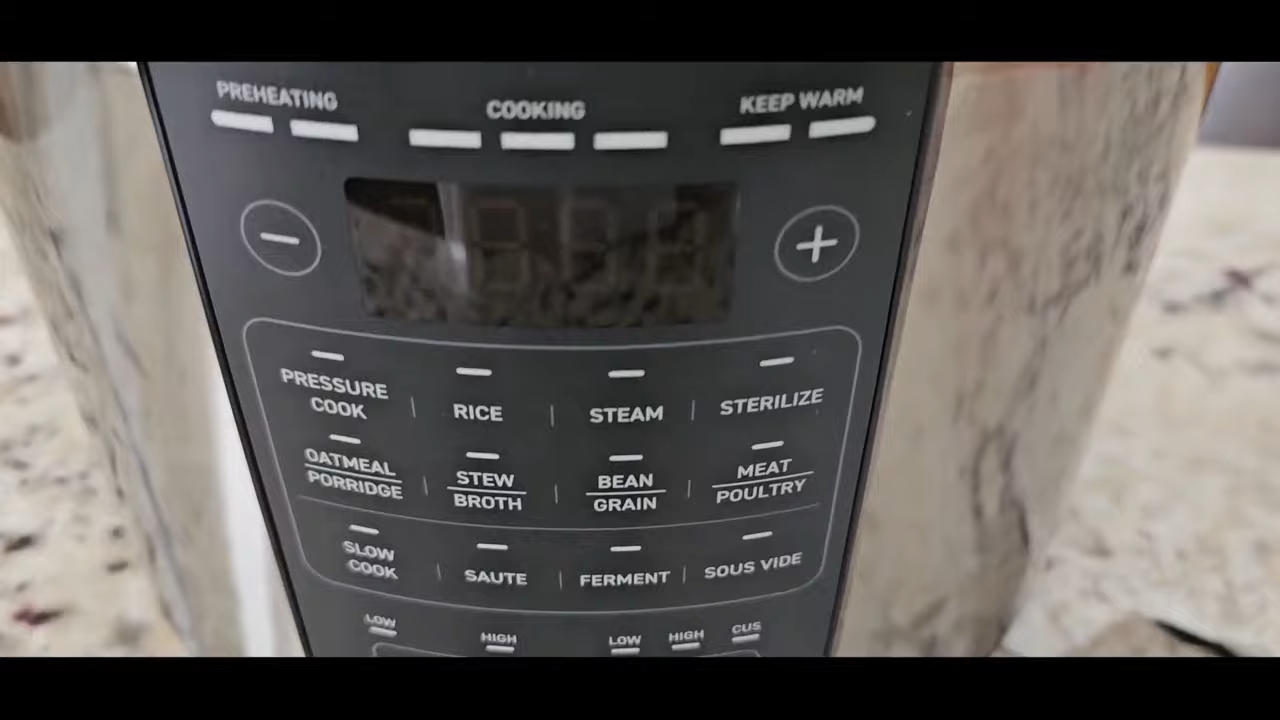 PREHEATING COOKING KEEP WARM
PRESSURE COOK
RICE
STEAM
STERILIZE
OATMEAL
PORRIDGE
STEW
BROTH
BEAN
GRAIN
MEAT
POULTRY
SLOW COOK
SAUTE
FERMENT
SOUS VIDE
LOW HIGH LOW HIGH CUS